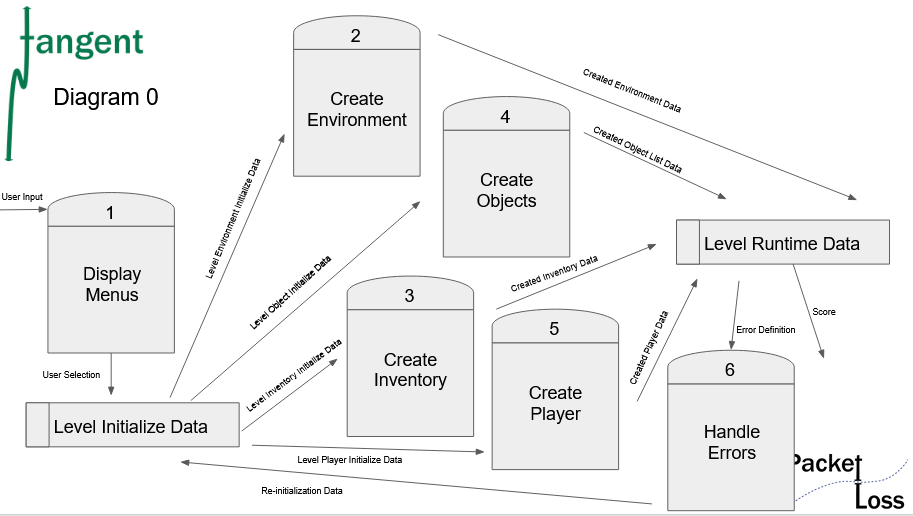 tangent
Diagram 0
User Input
1
Display
Menus
User Selection
Level Initialize Data
Level Environment Initialize Data
2
Create
Environment
Created Environment Data
Level Object Initialize Data
4
Create
Objects
Created Object List Data
Level Inventory Initialize Data
3
Create
Inventory
Created Inventory Data
Level Player Initialize Data
5
Create
Player
Created Player Data
Level Runtime Data
Error Definition
Score
6
Handle
Errors
Re-initialization Data
Packet
Loss